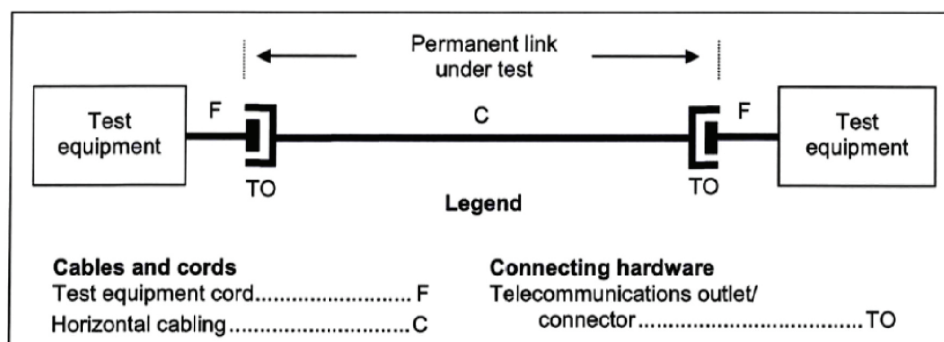 Permanent link
under test
Test
equipment
F
C
F
Test
equipment
TO
TO
Legend
Cables and cords
Test equipment cord.............................. F
Horizontal cabling..............................C
Connecting hardware
Telecommunications outlet/
connector.....................................TO